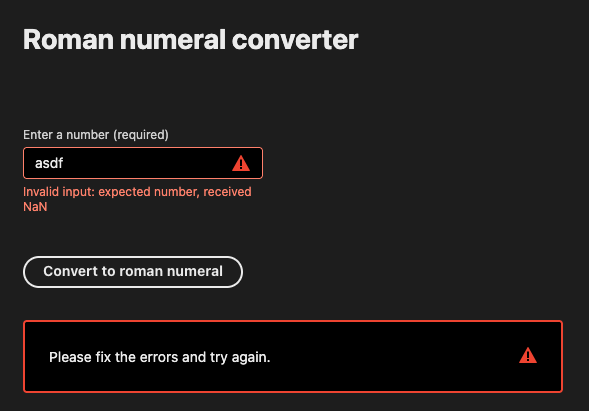 Roman numeral converter
Enter a number (required)
asdf
Invalid input: expected number, received
NaN
Convert to roman numeral
Please fix the errors and try again.